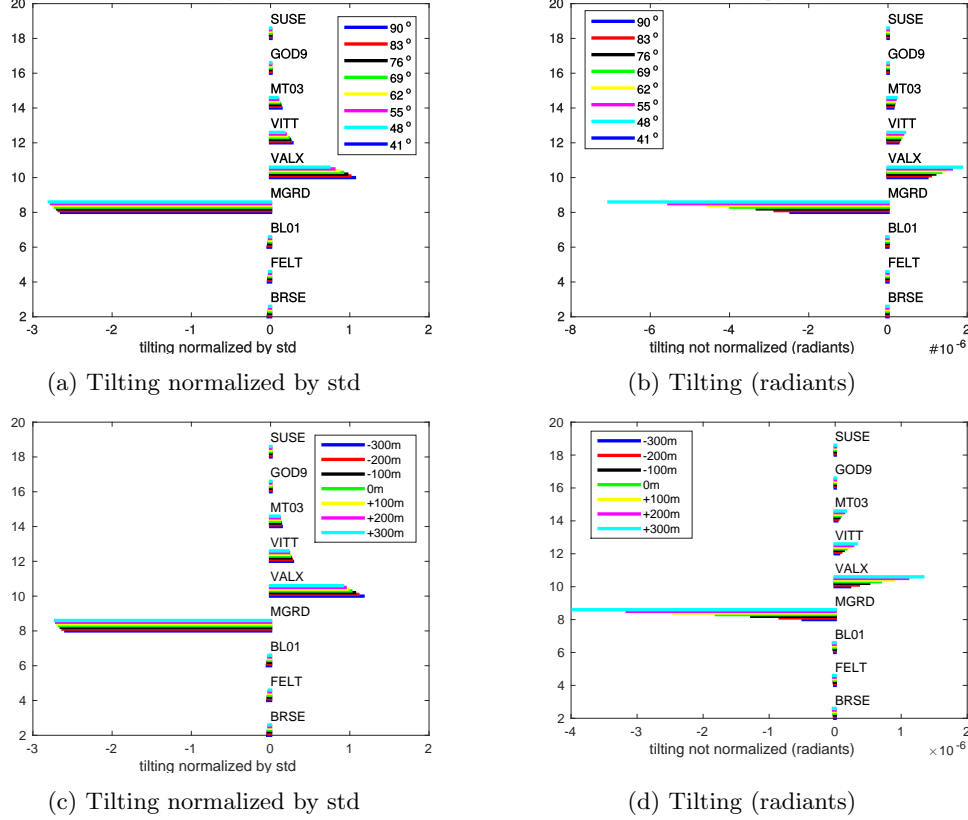 20
18
16
14
12
10
8
6
4
2
-3
-2
-1
0
1
2
SUSE
GOD9
MT03
VITT
VALX
MGRD
BL01
FELT
BRSE
90 o
83 o
76 o
69 o
62 o
55 o
48 o
41 o
tilting normalized by std
(a) Tilting normalized by std
20
18
16
14
12
10
8
6
4
2
-8
-6
-4
-2
0
2
SUSE
GOD9
MT03
VITT
VALX
MGRD
BL01
FELT
BRSE
90 o
83 o
76 o
69 o
62 o
55 o
48 o
41 o
tilting not normalized (radiants)
#10-6
(b) Tilting (radiants)
20
18
16
14
12
10
8
6
4
2
-3
-2
-1
0
1
2
SUSE
GOD9
MT03
VITT
VALX
MGRD
BL01
FELT
BRSE
-300m
-200m
-100m
0m
+100m
+200m
+300m
tilting normalized by std
(c) Tilting normalized by std
20
18
16
14
12
10
8
6
4
2
-4
-3
-2
-1
0
1
2
SUSE
GOD9
MT03
VITT
VALX
MGRD
BL01
FELT
BRSE
-300m
-200m
-100m
0m
+100m
+200m
+300m
tilting not normalized (radiants)
×10-6
(d) Tilting (radiants)